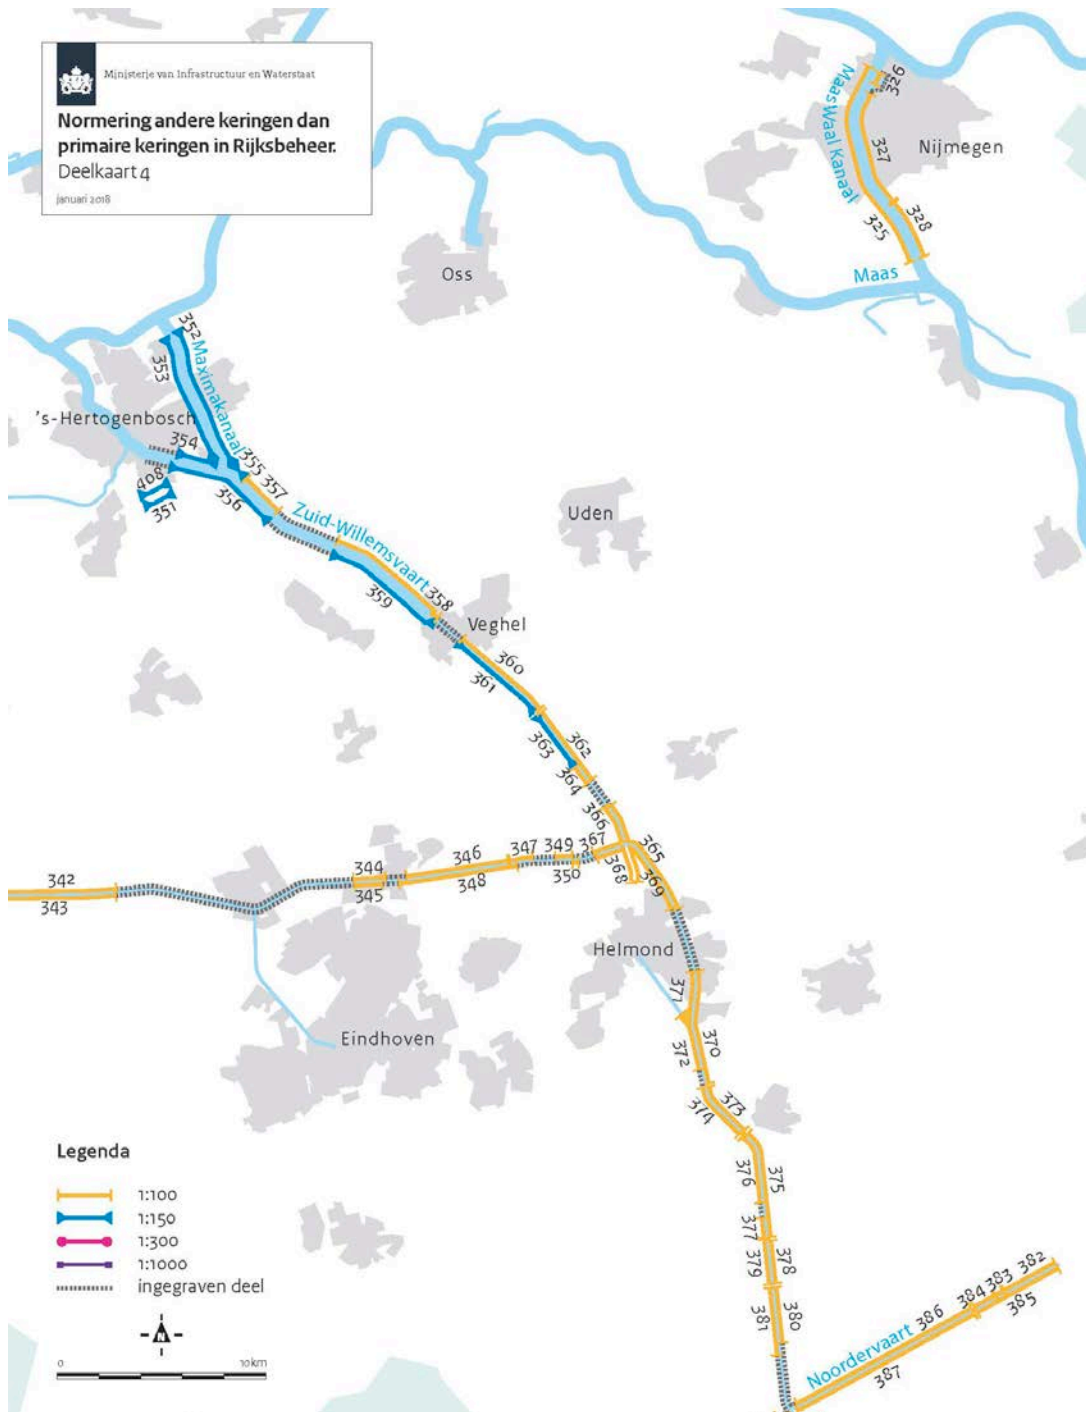 Ministerie van Infrastructuur en Waterstaat
Normering andere keringen dan
primaire keringen in Rijksbeheer.
Deelkaart 4
januari 2018
326
Maas Waal Kanaal
327
Nijmegen
328
325
Maas
Oss
352
353
Maximakanaal
's-Hertogenbosch
354
355
357
408
351
356
Zuid-Willemsvaart
Uden
358
359
Veghel
360
361
362
363
364
366
365
367
349
347
346
344
342
343
345
348
350
368
369
Helmond
371
370
Eindhoven
372
373
374
375
376
377
378
379
380
381
382
383
384
385
386
Noordervaart
387
Legenda
1:100
1:150
1:300
1:1000
ingegraven deel
N
0 10km